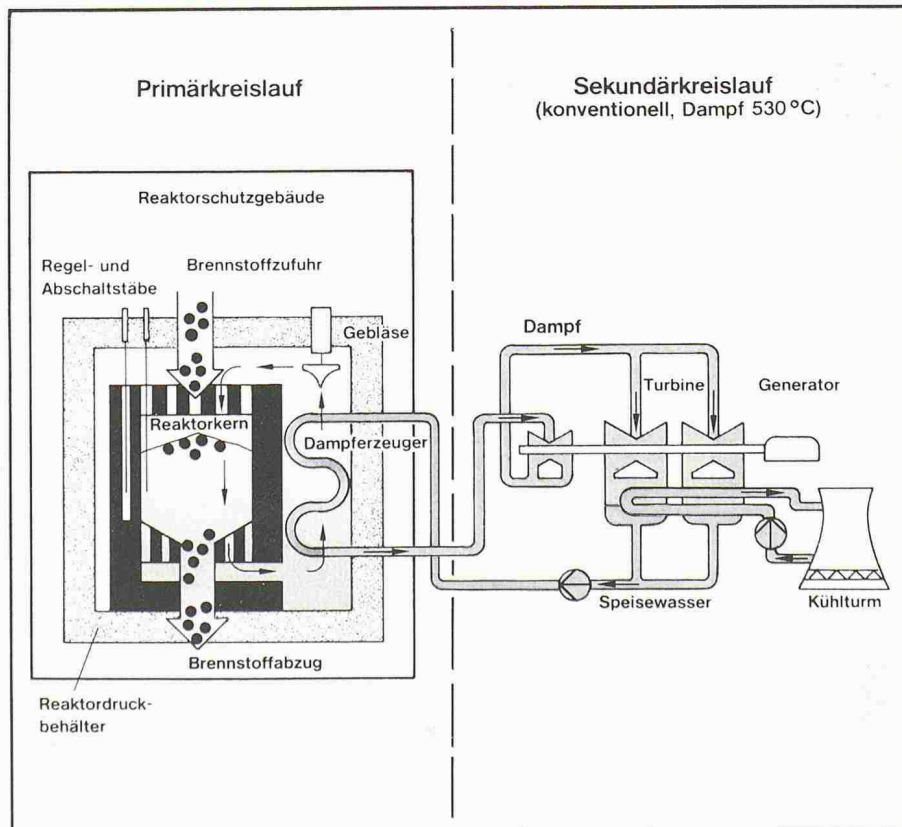 Primärkreislauf
Sekundärkreislauf
(konventionell, Dampf 530 °C)
Reaktorschutzgebäude
Regel- und
Abschaltstäbe
Brennstoffzufuhr
Gebläse
Dampf
Turbine
Generator
Reaktorkern
Dampferzeuger
Speisewasser
Kühlturm
Brennstoffabzug
Reaktordruck-
behälter